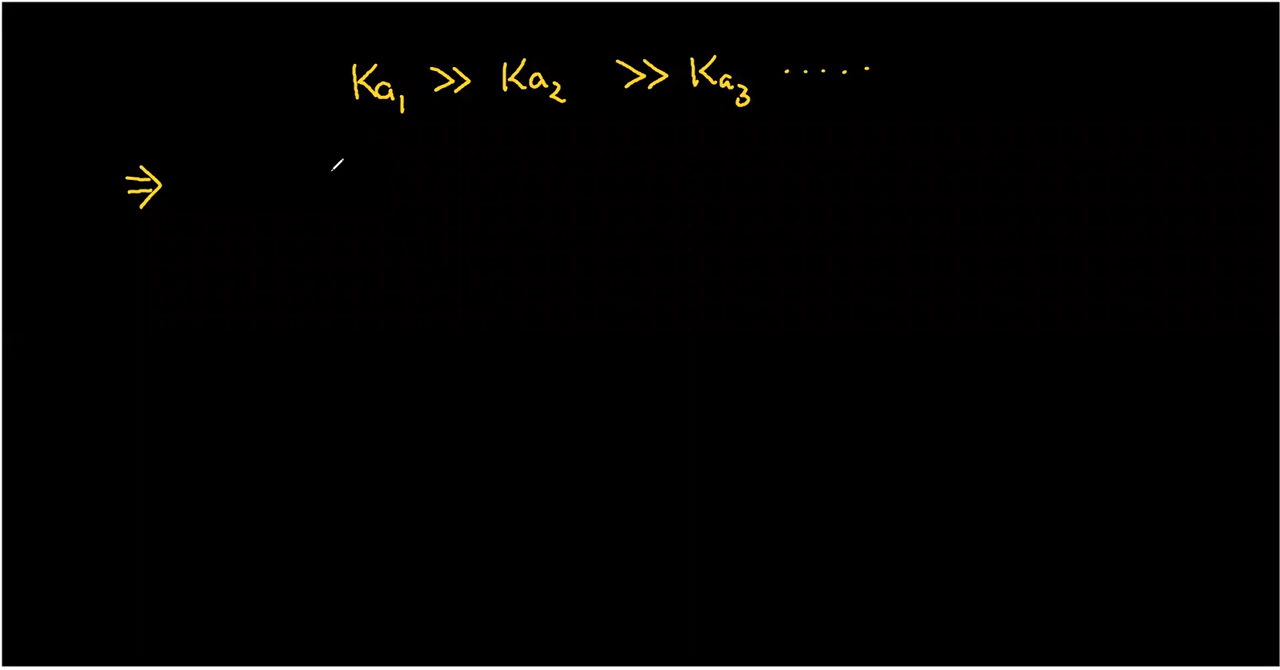 Ka₁ >> Ka₂ >> Ka₃ .....
⇒